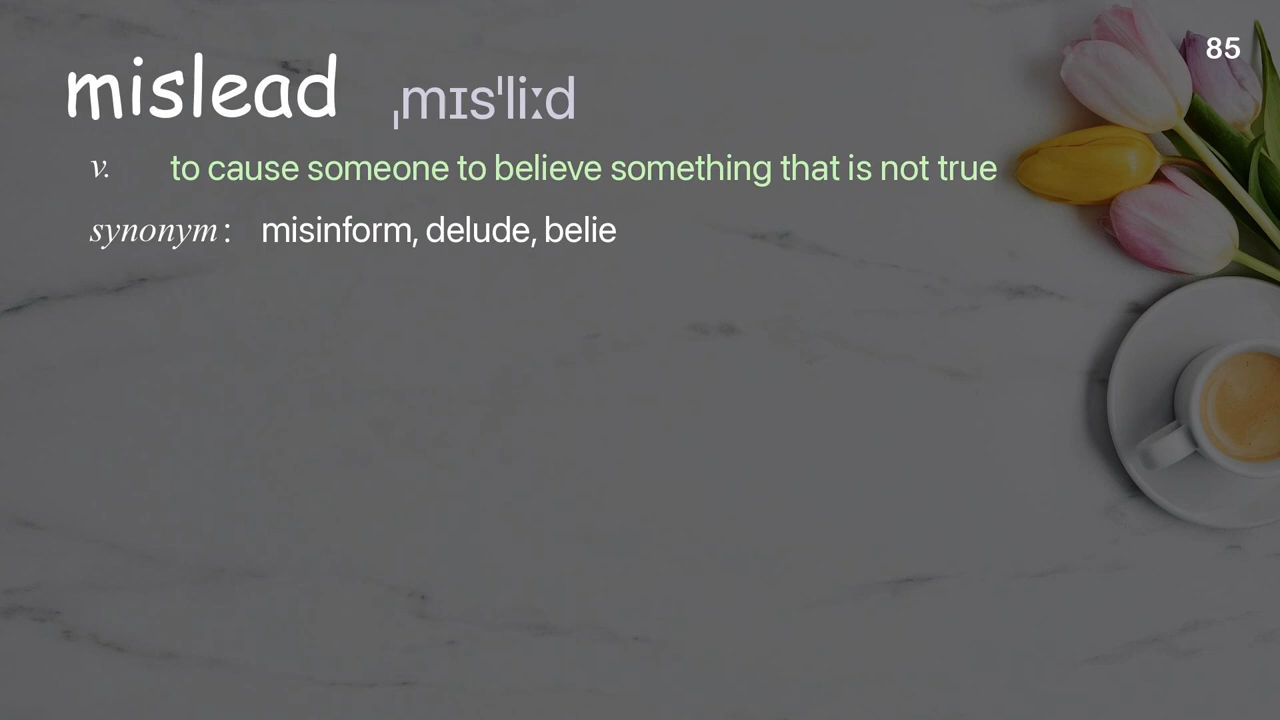 85
mislead ˌmɪsˈliːd
v. to cause someone to believe something that is not true
synonym : misinform, delude, belie